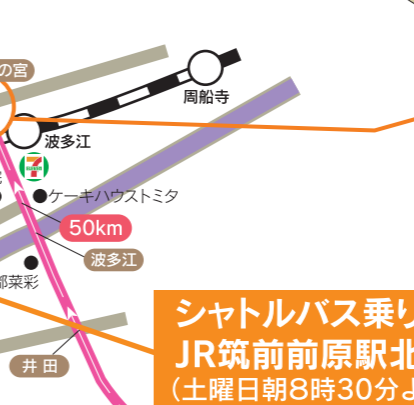 の宮
周船寺
波多江
7
ケーキハウストミタ
50km
波多江
都菜彩
井田
シャトルバス乗り
JR筑前前原駅北
(土曜日朝8時30分よ